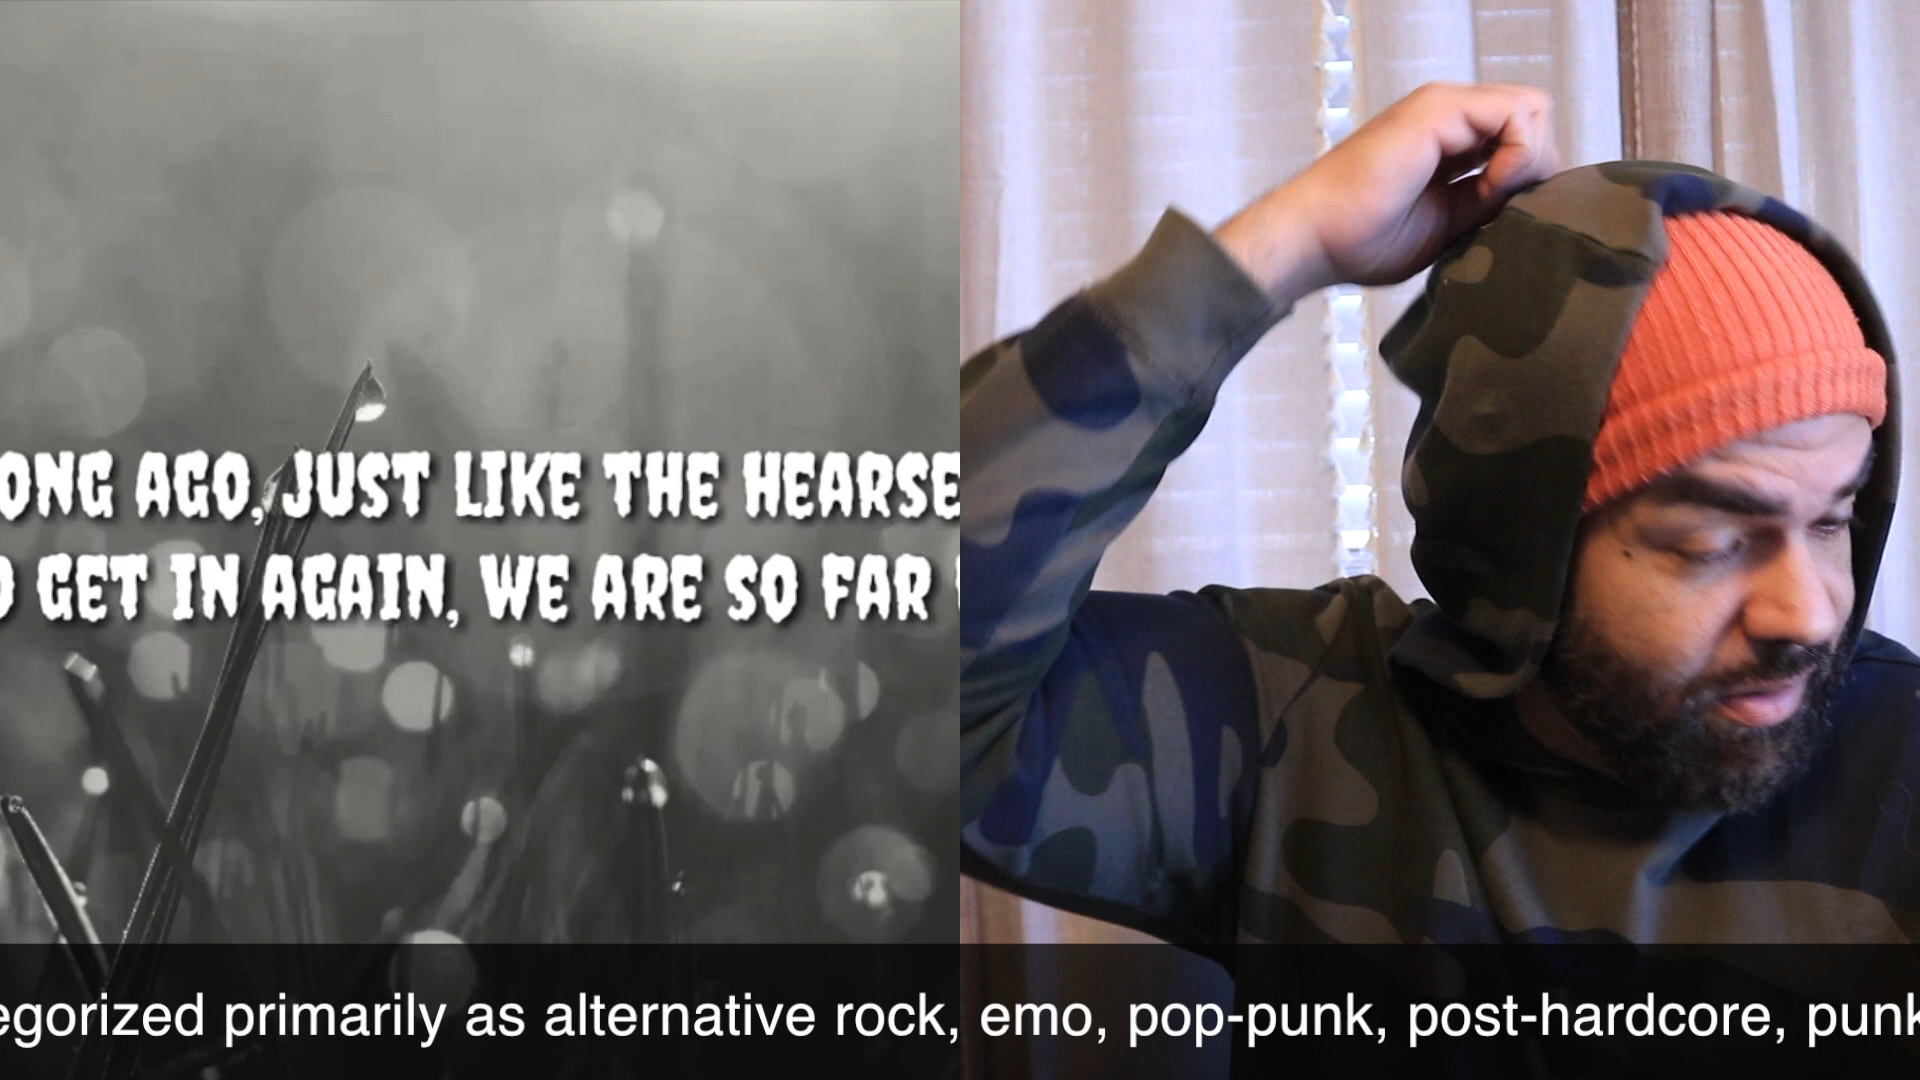 ONG AGO, JUST LIKE THE HEARSE
GET IN AGAIN, WE ARE SO FAR
egorized primarily as alternative rock, emo, pop-punk, post-hardcore, punk